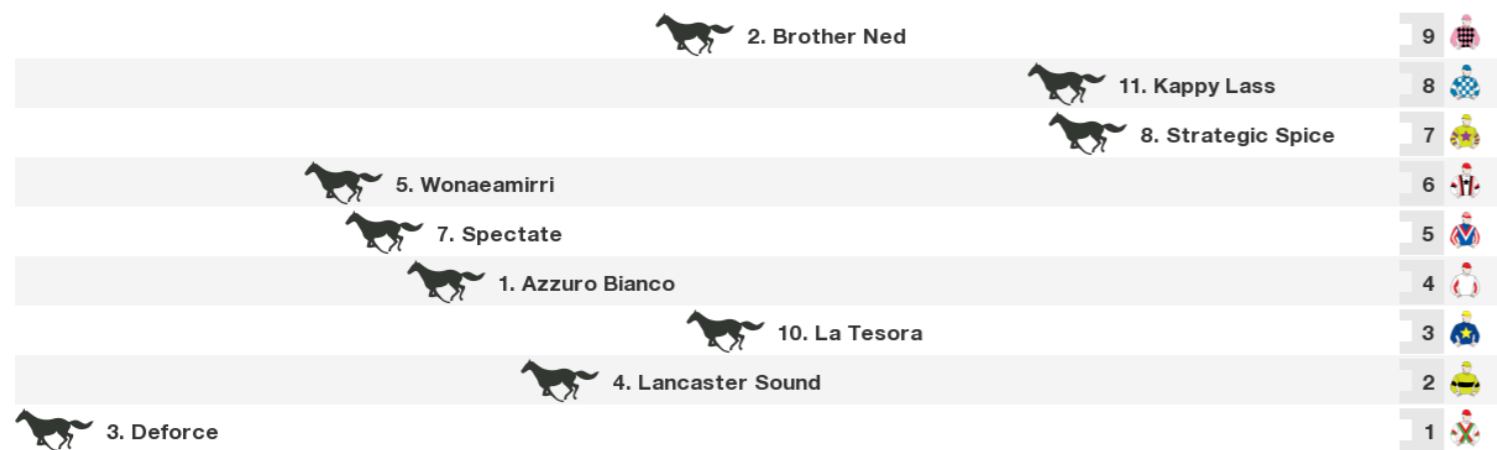 2. Brother Ned 9
11. Kappy Lass 8
8. Strategic Spice 7
5. Wonaeamirri 6
7. Spectate 5
1. Azzuro Bianco 4
10. La Tesora 3
4. Lancaster Sound 2
3. Deforce 1